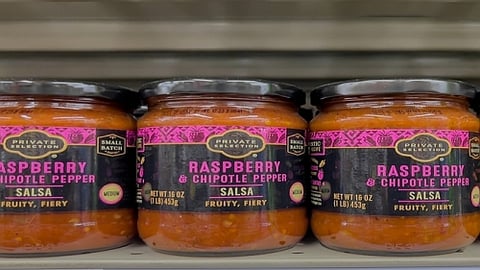 PRIVATE
SELECTION
SMALL
BATCH
RASPBERRY
CHIPOTLE PEPPER
SALSA
MEDIUM
FRUITY, FIERY
PRIVATE
SELECTION
SMALL
BATCH
RASPBERRY
& CHIPOTLE PEPPER
SALSA
NET WT 16 OZ
(1 LB) 453g
MEDIUM
FRUITY, FIERY
PRIVATE
SELECTION
RASPBERRY
& CHIPOTLE PEPPER
SALSA
NET WT 16 OZ
(1 LB) 453g
FRUITY, FIERY